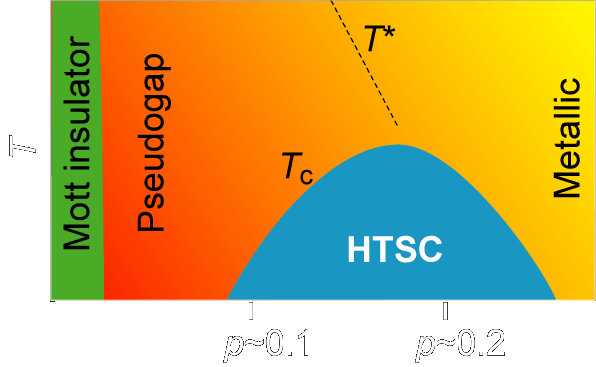 Mott insulator
Pseudogap
T*
Metallic
T
Tc
HTSC
p~0.1
p~0.2